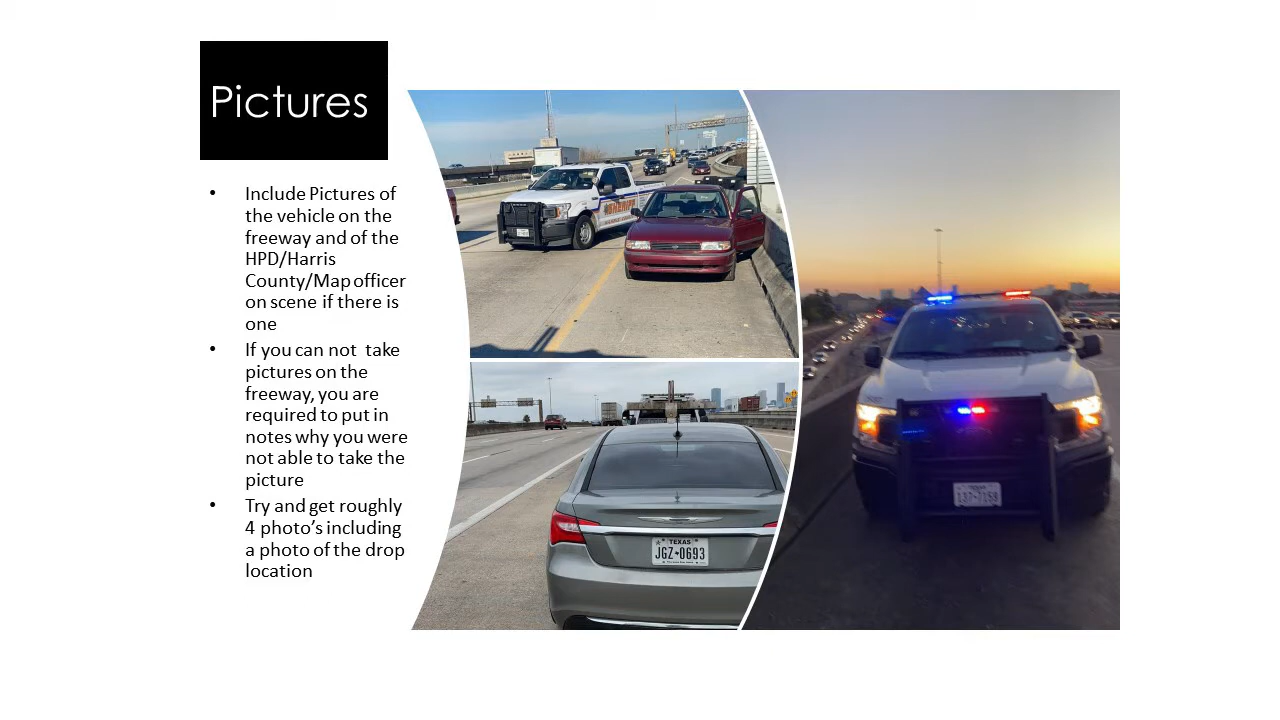 Pictures
• Include Pictures of
the vehicle on the
freeway and of the
HPD/Harris
County/Map officer
on scene if there is
one
• If you can not  take
pictures on the
freeway, you are
required to put in
notes why you were
not able to take the
picture
• Try and get roughly
4 photo's including
a photo of the drop
location
SHERIFF
TEXAS
JGZ•0693
TEXAS